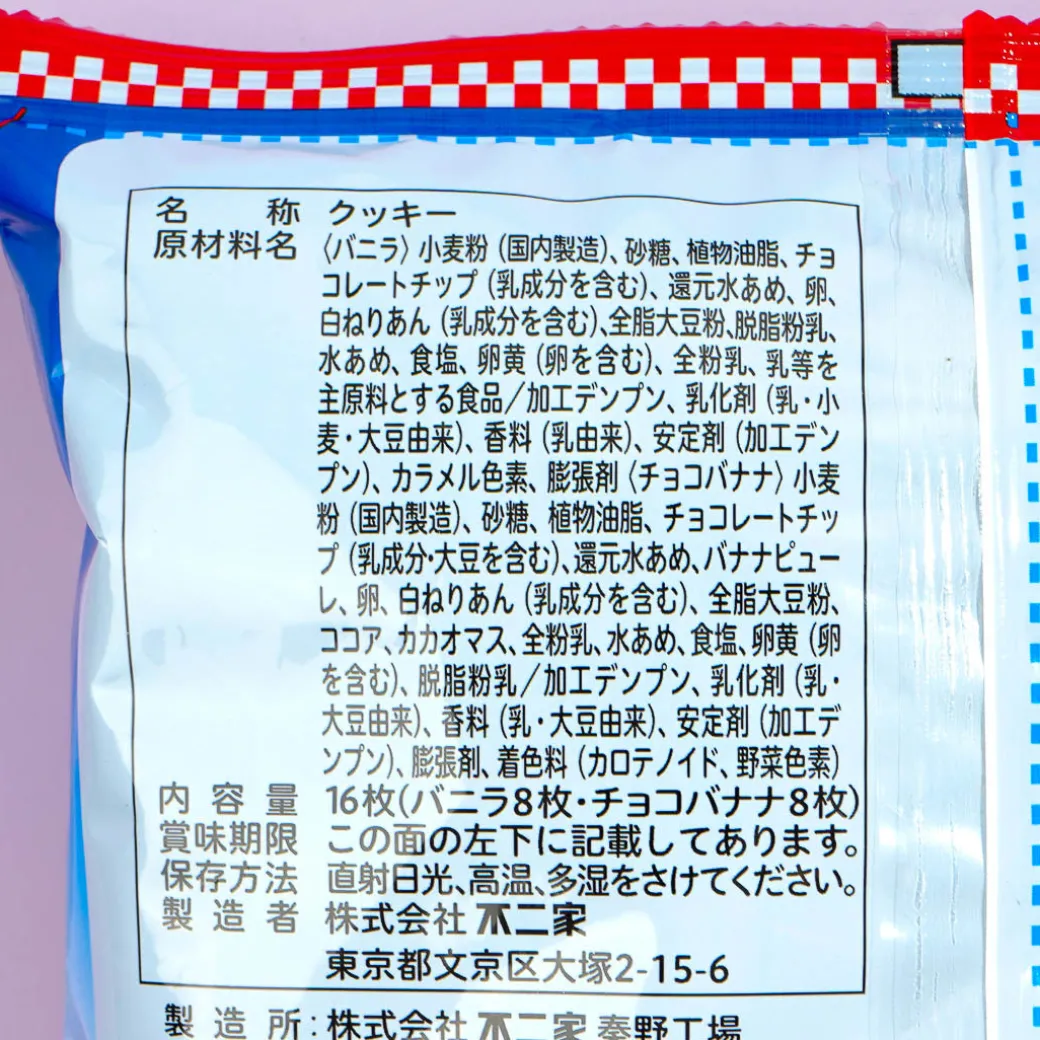 名称 クッキー
原材料名 〈バニラ〉小麦粉（国内製造）、砂糖、植物油脂、チョ
コレートチップ（乳成分を含む）、還元水あめ、卵、
白ねりあん（乳成分を含む）、全脂大豆粉、脱脂粉乳、
水あめ、食塩、卵黄（卵を含む）、全粉乳、乳等を
主原料とする食品／加工デンプン、乳化剤（乳・小
麦・大豆由来）、香料（乳由来）、安定剤（加工デン
プン）、カラメル色素、膨張剤〈チョコバナナ〉小麦
粉（国内製造）、砂糖、植物油脂、チョコレートチッ
プ（乳成分・大豆を含む）、還元水あめ、バナナピュー
レ、卵、白ねりあん（乳成分を含む）、全脂大豆粉、
ココア、カカオマス、全粉乳、水あめ、食塩、卵黄（卵
を含む）、脱脂粉乳／加工デンプン、乳化剤（乳・
大豆由来）、香料（乳・大豆由来）、安定剤（加工デ
ンプン）、膨張剤、着色料（カロテノイド、野菜色素）
内容量 16枚（バニラ8枚・チョコバナナ8枚）
賞味期限 この面の左下に記載してあります。
保存方法 直射日光、高温、多湿をさけてください。
製造者 株式会社 不二家
東京都文京区大塚2-15-6
製造所：株式会社 不二家 秦野工場